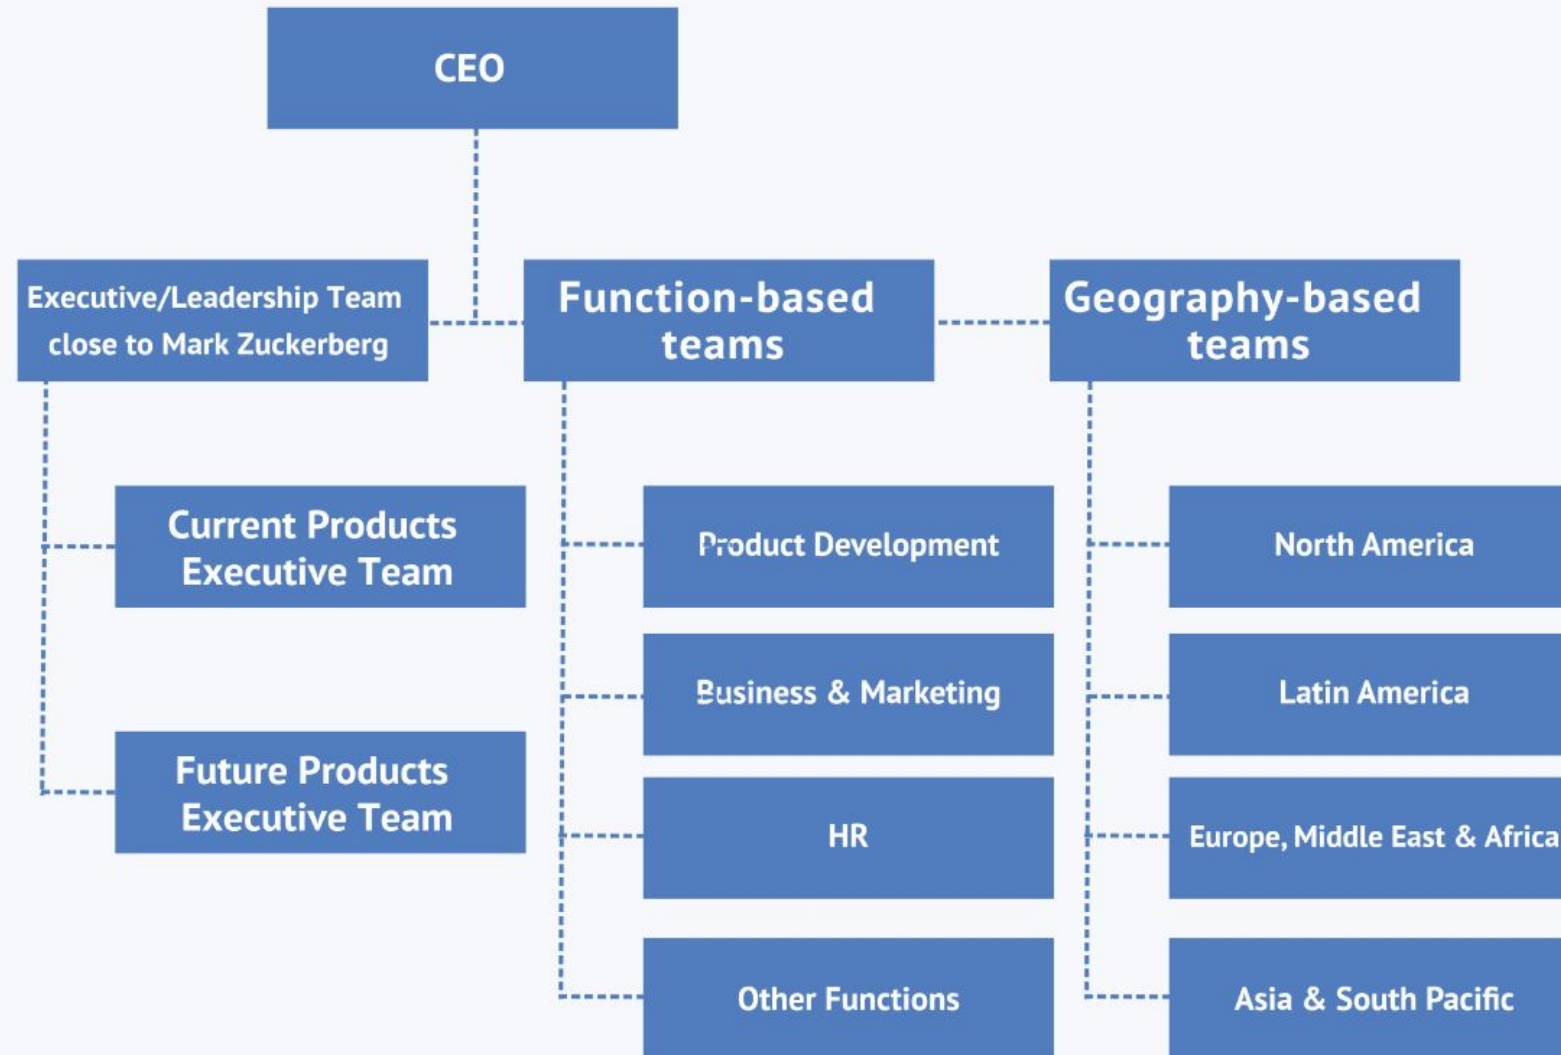 CEO
Executive/Leadership Team
close to Mark Zuckerberg
Function-based
teams
Geography-based
teams
Current Products
Executive Team
Future Products
Executive Team
Product Development
Business & Marketing
HR
Other Functions
North America
Latin America
Europe, Middle East & Africa
Asia & South Pacific